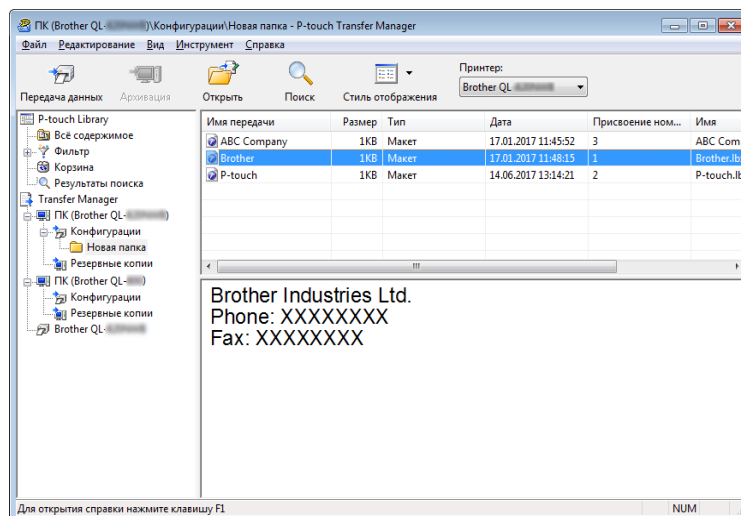 ПК (Brother QL- )\Конфигурации\Новая папка - P-touch Transfer Manager
Файл Редактирование Вид Инструмент Справка
Передача данных Архивация Открыть Поиск Стиль отображения
Принтер:
Brother QL
P-touch Library
Всё содержимое
Фильтр
Корзина
Результаты поиска
Transfer Manager
ПК (Brother QL- )
Конфигурации
Новая папка
Резервные копии
ПК (Brother QL- )
Конфигурации
Резервные копии
Brother QL-
Имя передачи Размер Тип Дата Присвоение ном... Имя
ABC Company 1KB Макет 17.01.2017 11:45:52 3 ABC Com
Brother 1KB Макет 17.01.2017 11:48:15 1 Brother.lb
P-touch 1KB Макет 14.06.2017 13:14:21 2 P-touch.lb
Brother Industries Ltd.
Phone: XXXXXXXX
Fax: XXXXXXXX
Для открытия справки нажмите клавишу F1
NUM